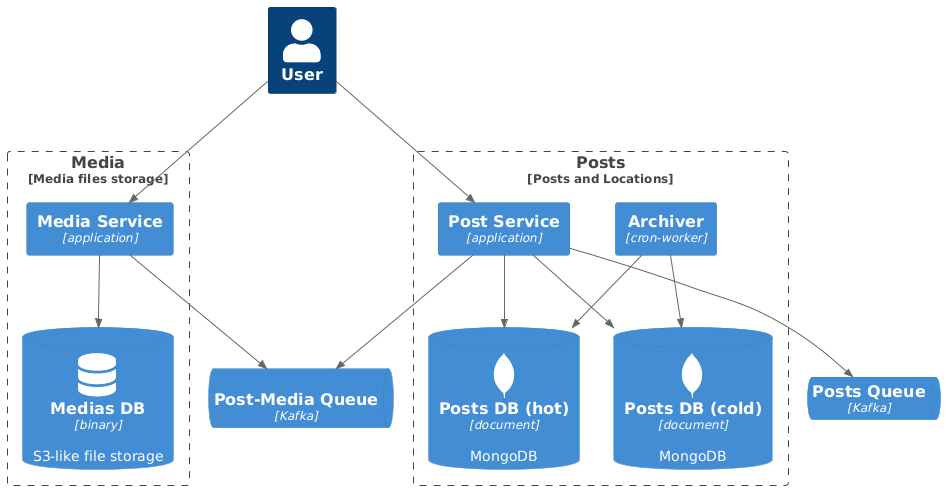 User
Media
[Media files storage]
Posts
[Posts and Locations]
Media Service
[application]
Post Service
[application]
Archiver
[cron-worker]
Medias DB
[binary]
S3-like file storage
Post-Media Queue
[Kafka]
Posts DB (hot)
[document]
MongoDB
Posts DB (cold)
[document]
MongoDB
Posts Queue
[Kafka]